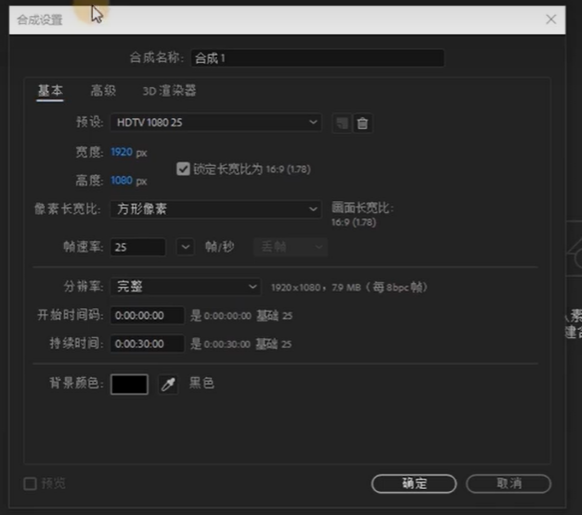 合成设置
合成名称: 合成 1
基本 高级 3D 渲染器
预设: HDTV 1080 25
宽度: 1920 px
锁定长宽比为 16:9 (1.78)
高度: 1080 px
像素长宽比: 方形像素 画面长宽比:
16:9 (1.78)
帧速率: 25 帧/秒 丢帧
分辨率: 完整 1920 x 1080，7.9 MB（每 8bpc 帧）
开始时间码: 0:00:00:00 是 0:00:00:00 基础 25
持续时间: 0:00:30:00 是 0:00:30:00 基础 25
背景颜色: 黑色
预览 确定 取消